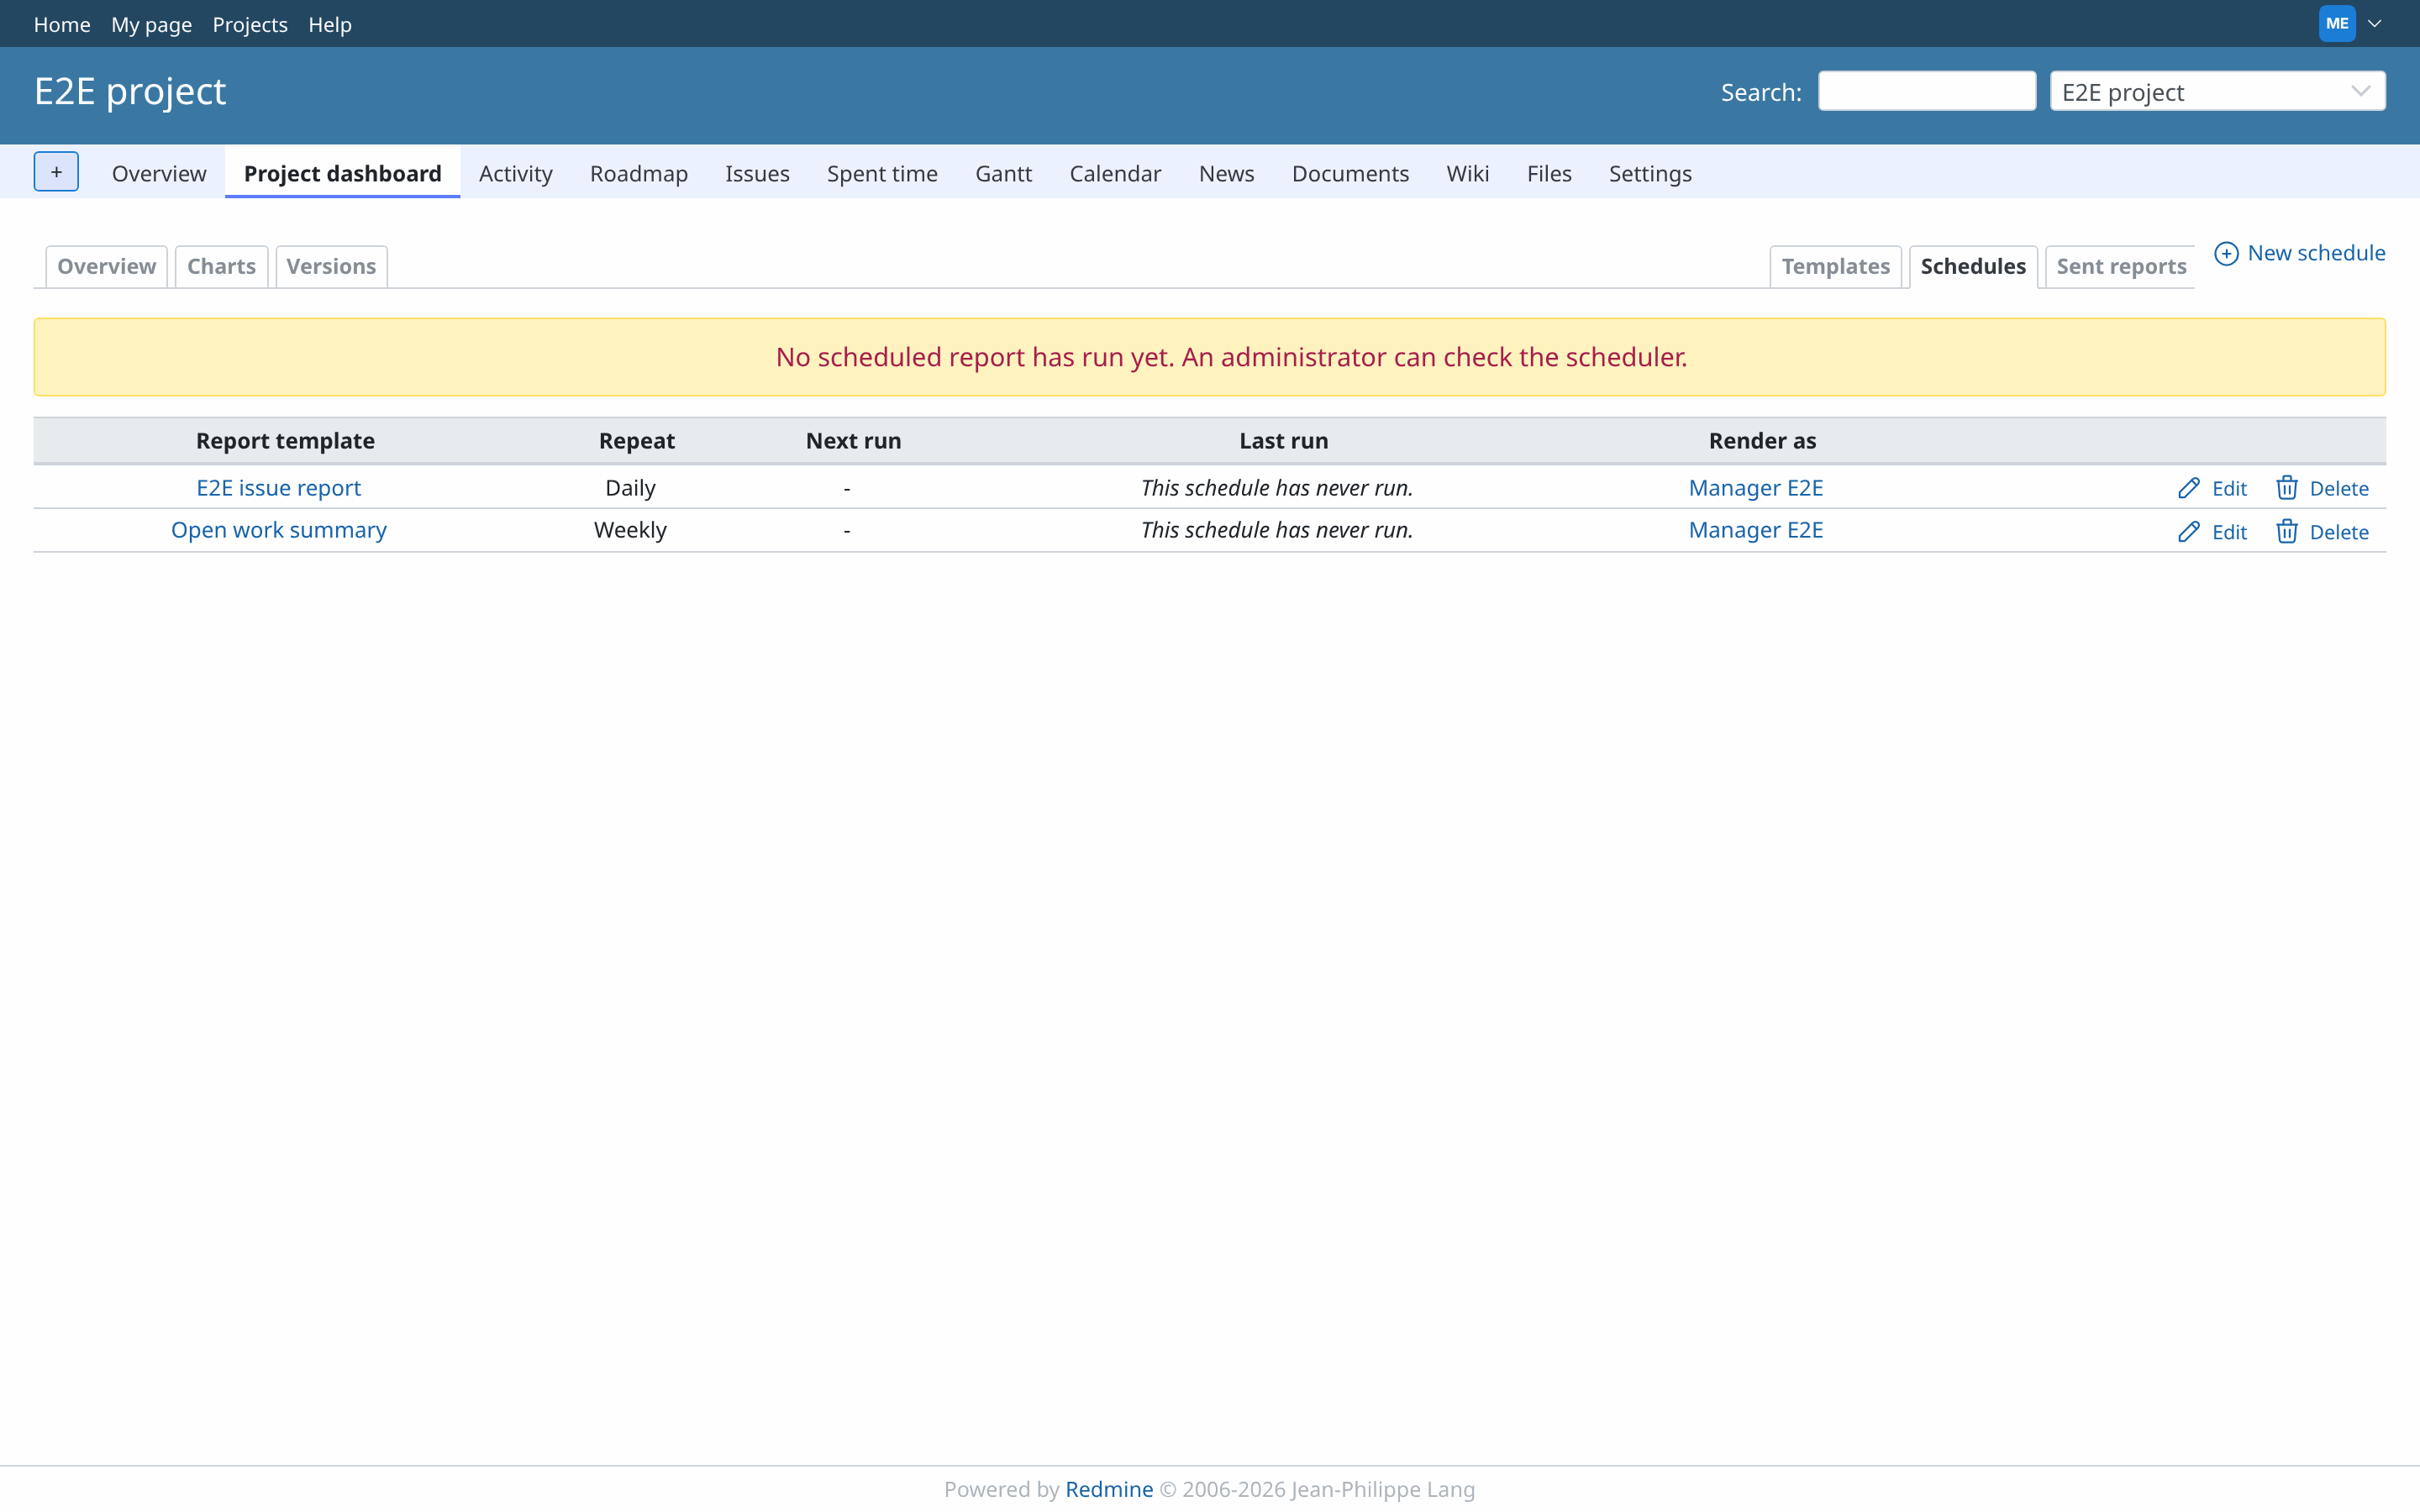 Home My page Projects Help ME
E2E project Search: E2E project
+ Overview Project dashboard Activity Roadmap Issues Spent time Gantt Calendar News Documents Wiki Files Settings
Overview Charts Versions Templates Schedules Sent reports New schedule
No scheduled report has run yet. An administrator can check the scheduler.
Report template Repeat Next run Last run Render as
E2E issue report Daily - This schedule has never run. Manager E2E Edit Delete
Open work summary Weekly - This schedule has never run. Manager E2E Edit Delete
Powered by Redmine © 2006-2026 Jean-Philippe Lang